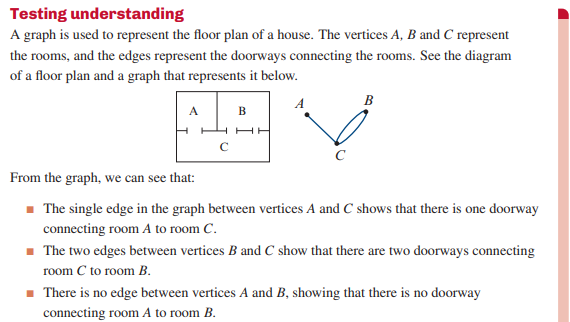 Testing understanding
A graph is used to represent the floor plan of a house. The vertices A, B and C represent
the rooms, and the edges represent the doorways connecting the rooms. See the diagram
of a floor plan and a graph that represents it below.
A B
C
A B
C
From the graph, we can see that:
■ The single edge in the graph between vertices A and C shows that there is one doorway
connecting room A to room C.
■ The two edges between vertices B and C show that there are two doorways connecting
room C to room B.
■ There is no edge between vertices A and B, showing that there is no doorway
connecting room A to room B.